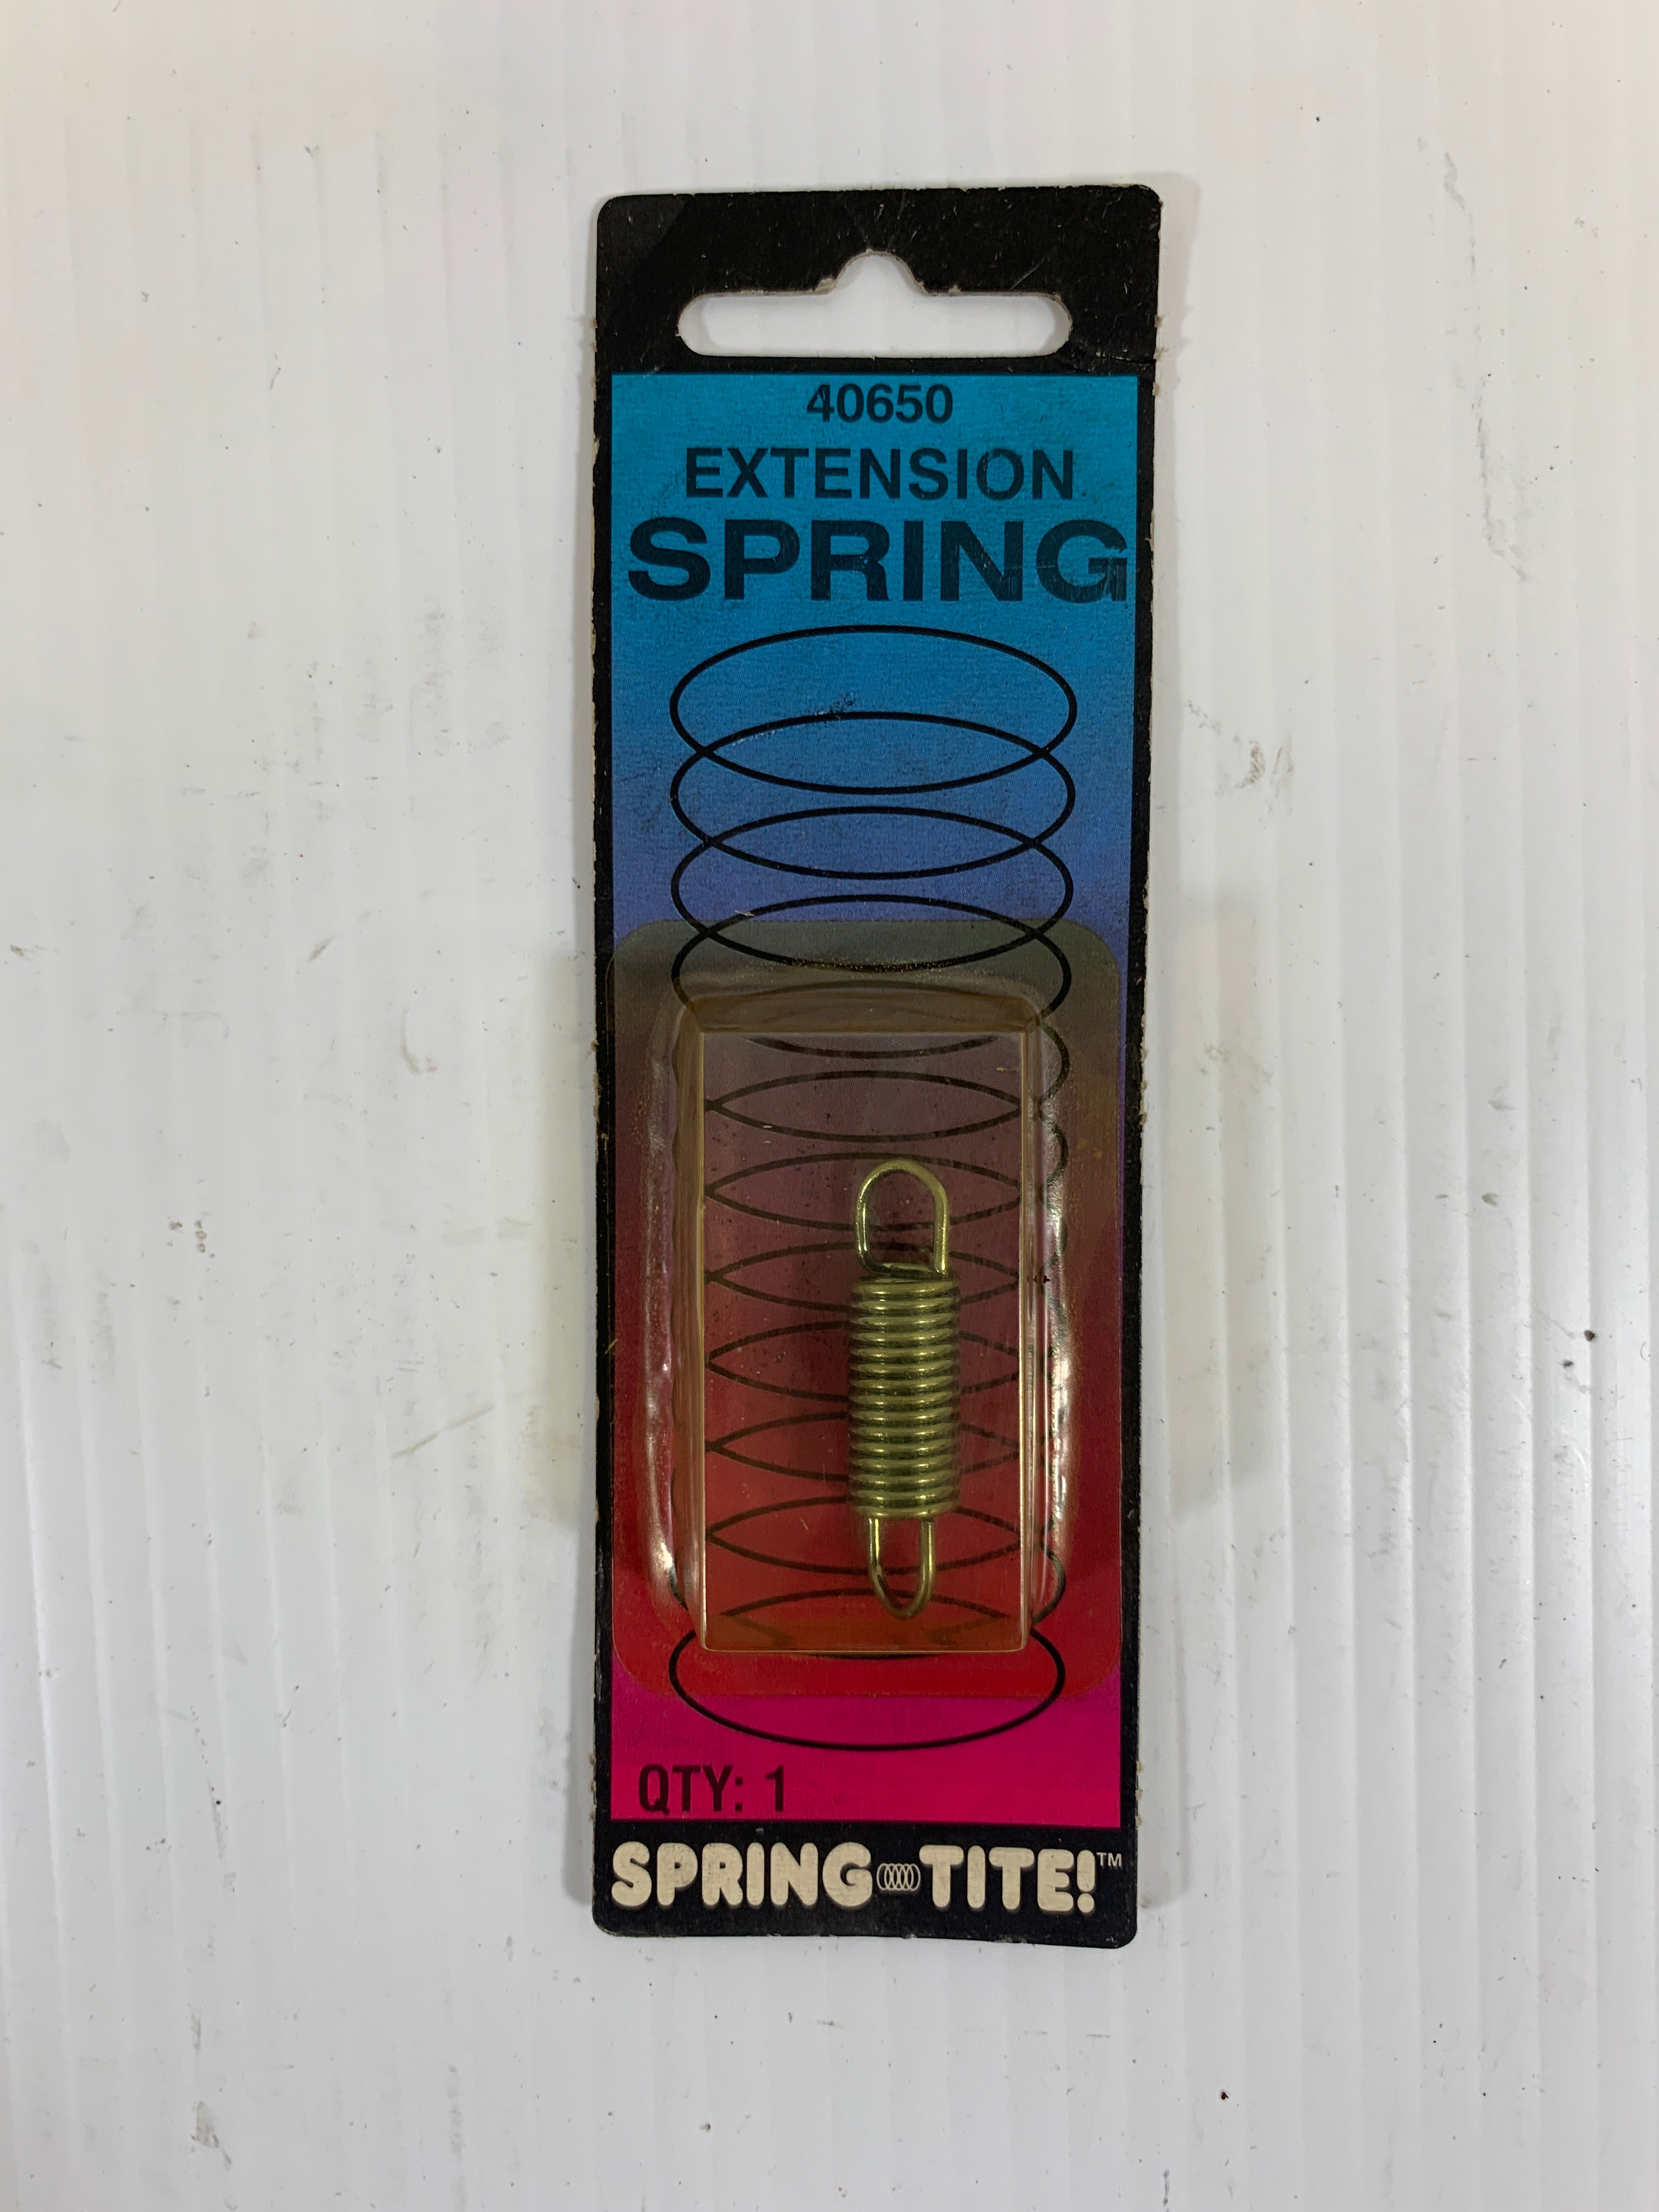 40650
EXTENSION
SPRING
QTY: 1
SPRING TITE!™